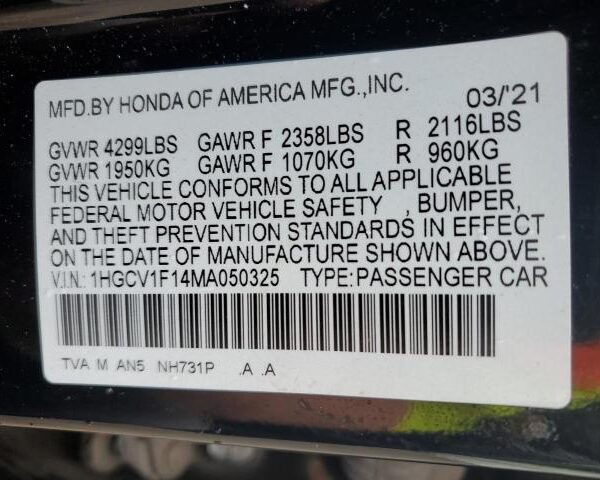 MFD.BY HONDA OF AMERICA MFG.,INC. 03/'21
GVWR 4299LBS GAWR F 2358LBS R 2116LBS
GVWR 1950KG GAWR F 1070KG R 960KG
THIS VEHICLE CONFORMS TO ALL APPLICABLE
FEDERAL MOTOR VEHICLE SAFETY , BUMPER,
AND THEFT PREVENTION STANDARDS IN EFFECT
ON THE DATE OF MANUFACTURE SHOWN ABOVE.
V.I.N.: 1HGCV1F14MA050325 TYPE:PASSENGER CAR
TVA M AN5 NH731P .A .A